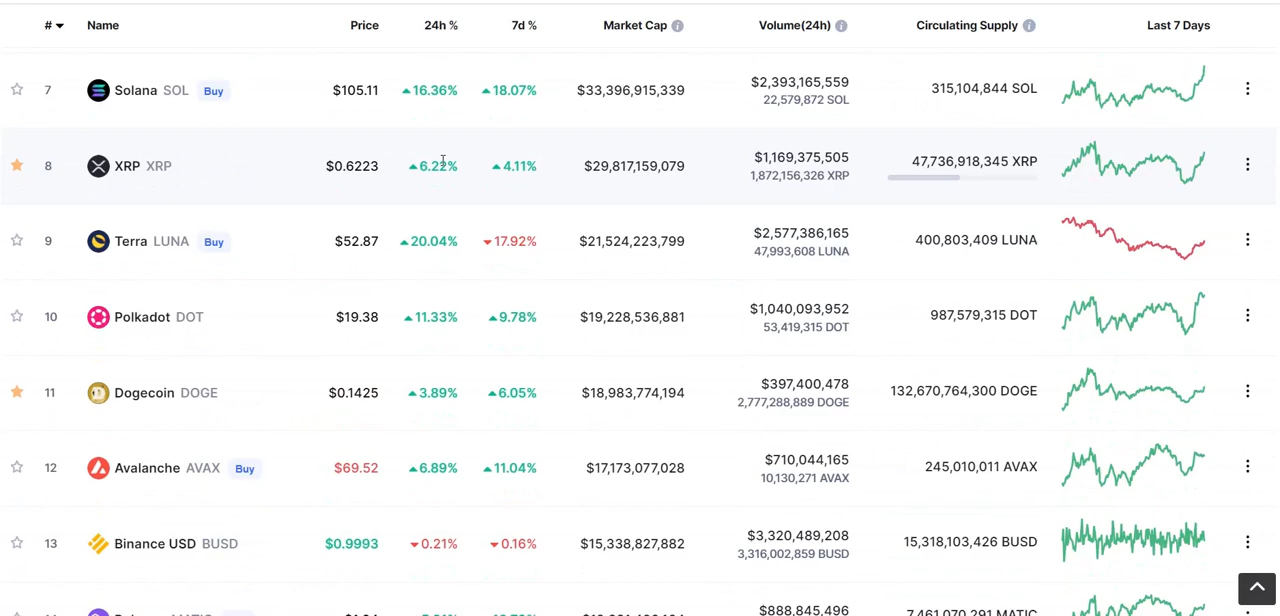 # Name Price 24h % 7d % Market Cap Volume(24h) Circulating Supply Last 7 Days
7 Solana SOL Buy $105.11 16.36% 18.07% $33,396,915,339 $2,393,165,559 315,104,844 SOL
22,579,872 SOL
8 XRP XRP $0.6223 6.22% 4.11% $29,817,159,079 $1,169,375,505 47,736,918,345 XRP
1,872,156,326 XRP
9 Terra LUNA Buy $52.87 20.04% 17.92% $21,524,223,799 $2,577,386,165 400,803,409 LUNA
47,993,608 LUNA
10 Polkadot DOT $19.38 11.33% 9.78% $19,228,536,881 $1,040,093,952 987,579,315 DOT
53,419,315 DOT
11 Dogecoin DOGE $0.1425 3.89% 6.05% $18,983,774,194 $397,400,478 132,670,764,300 DOGE
2,777,288,889 DOGE
12 Avalanche AVAX Buy $69.52 6.89% 11.04% $17,173,077,028 $710,044,165 245,010,011 AVAX
10,130,271 AVAX
13 Binance USD BUSD $0.9993 0.21% 0.16% $15,338,827,882 $3,320,489,208 15,318,103,426 BUSD
3,316,002,859 BUSD
$888,845,496